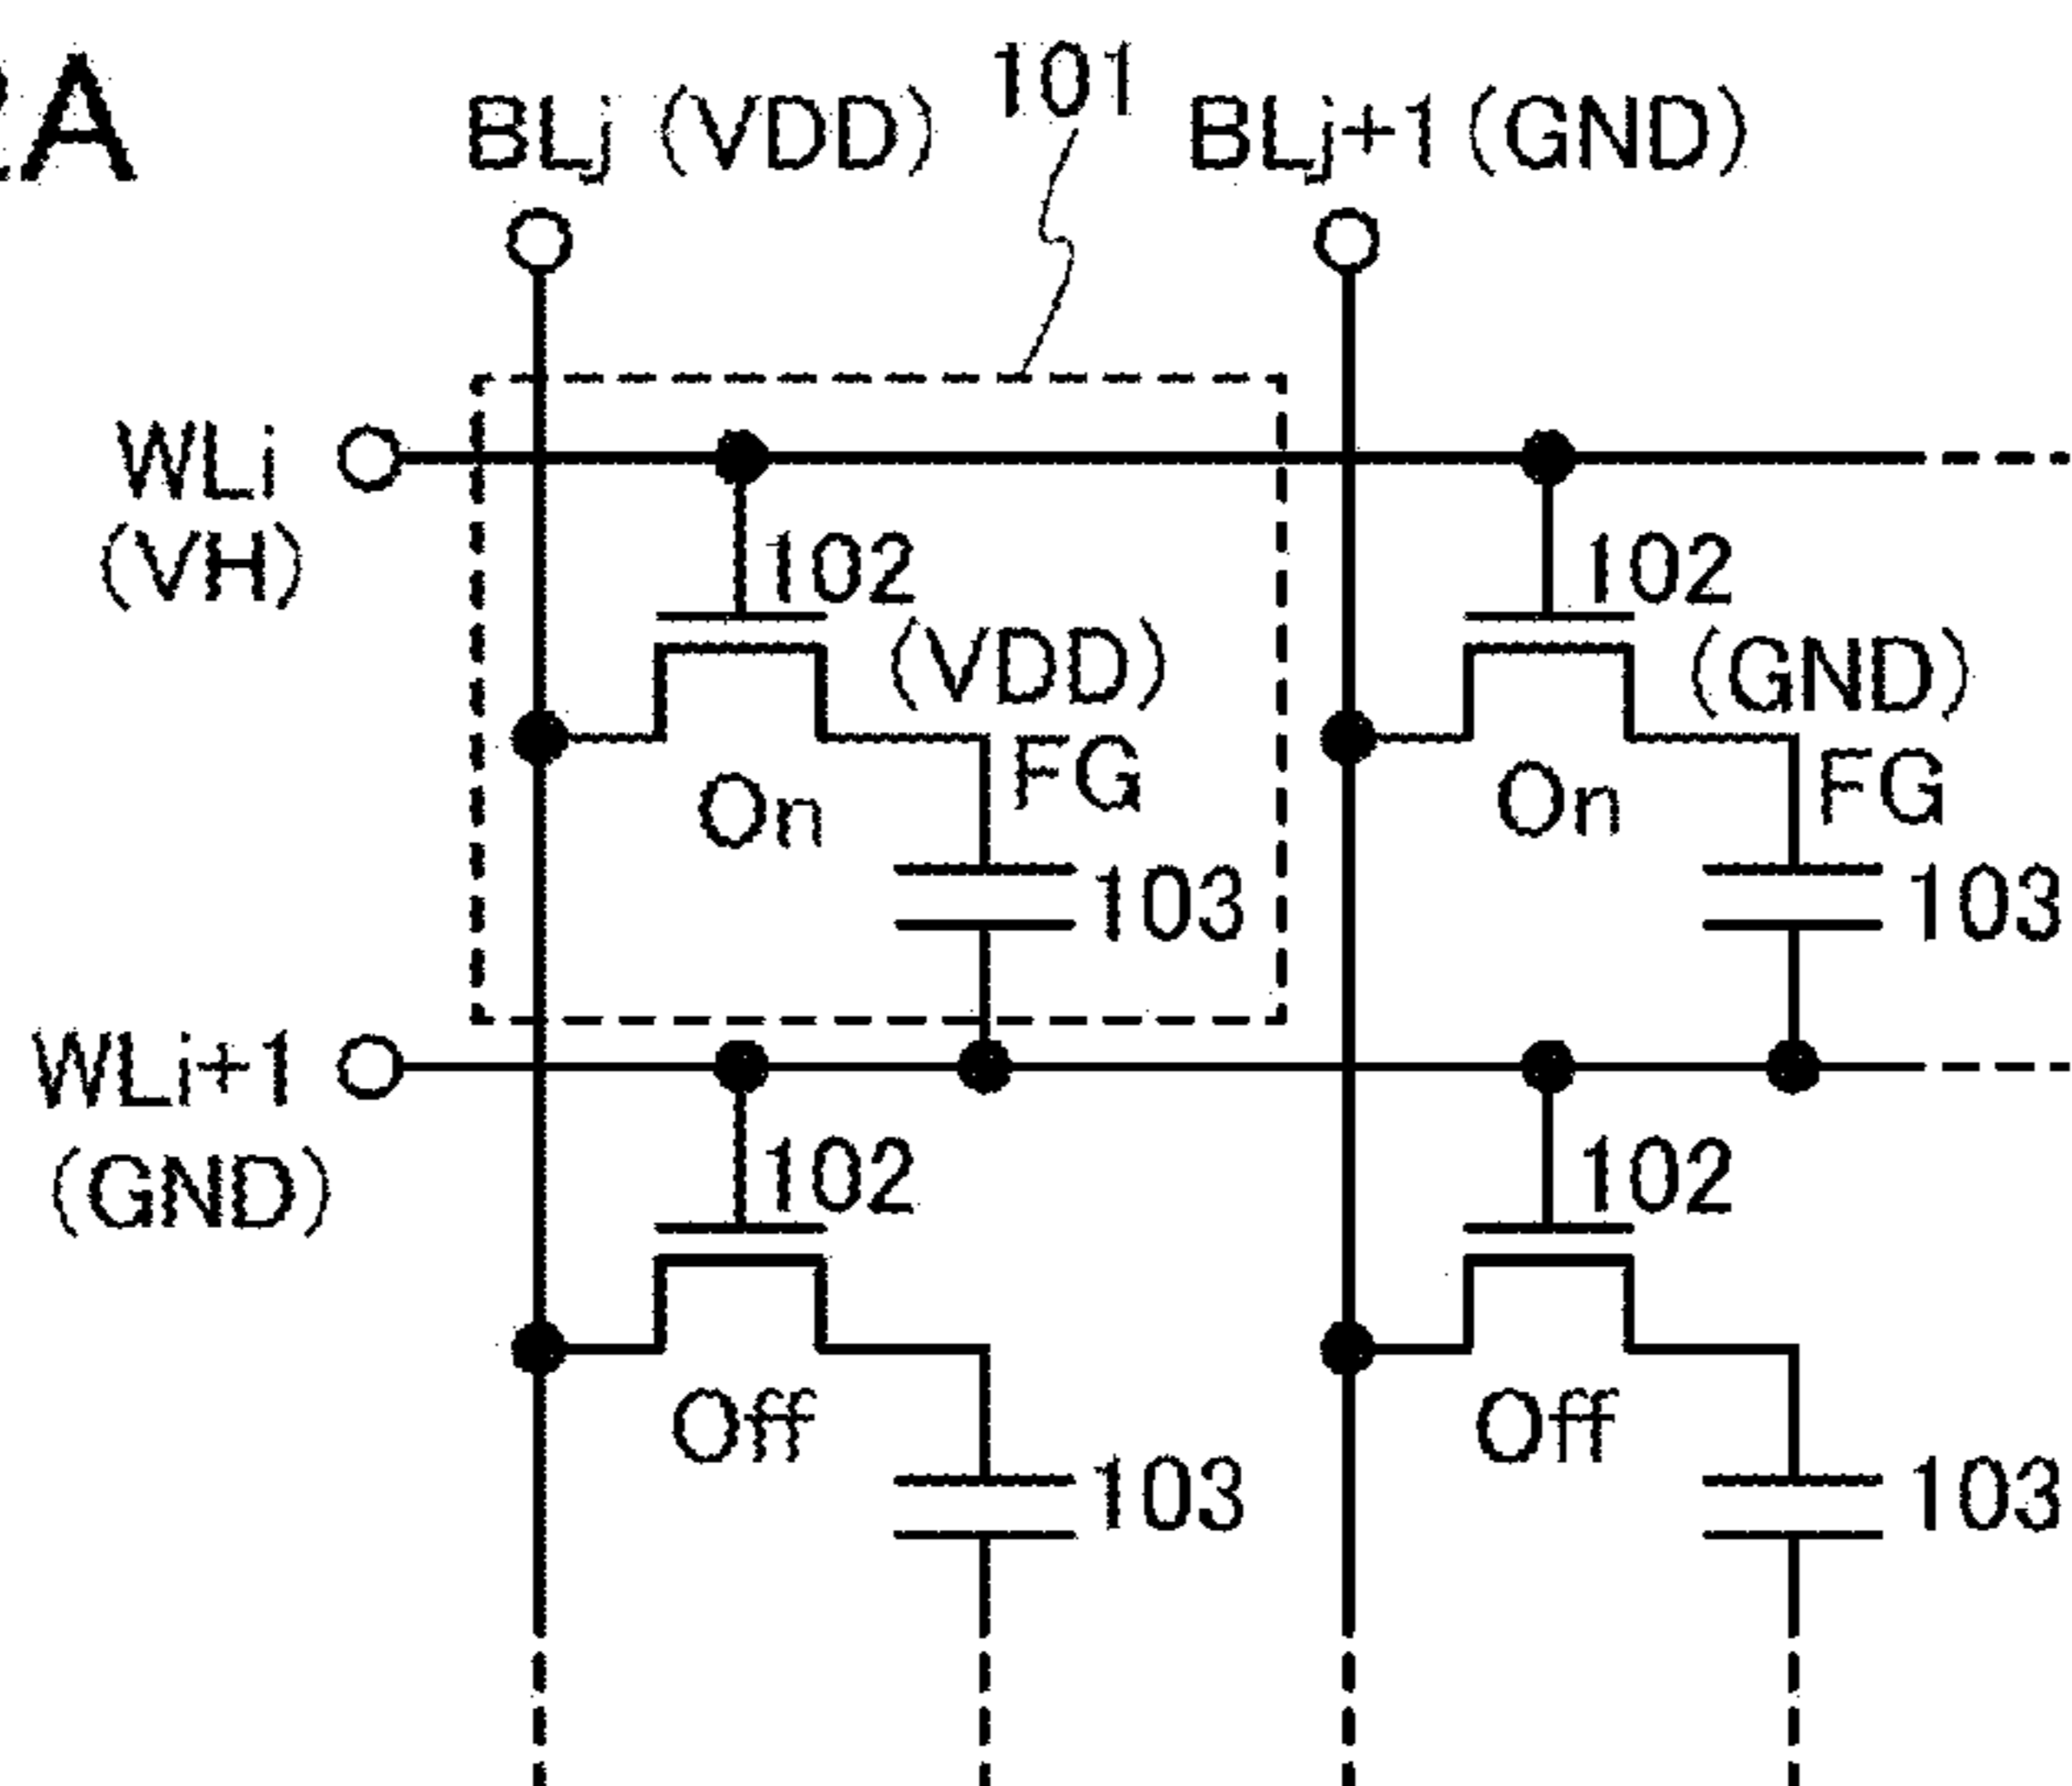 A
BLj (VDD)
101
BLj+1 (GND)
WLi
(VH)
102
102
(VDD)
(GND)
FG
FG
On
On
103
103
WLi+1
(GND)
102
102
Off
Off
103
103